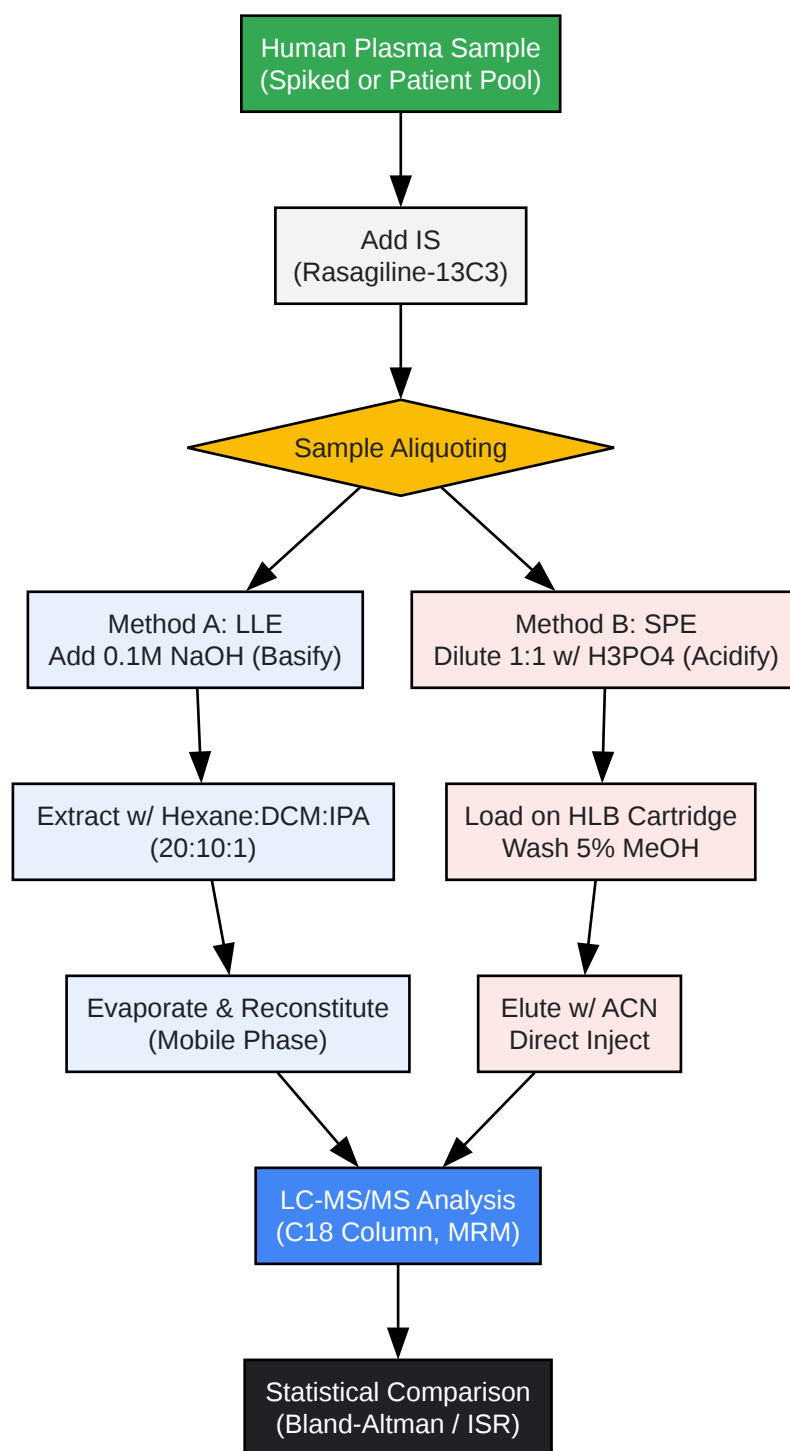 Human Plasma Sample
(Spiked or Patient Pool)
Add IS
(Rasagiline-13C3)
Sample Aliquoting
Method A: LLE
Add 0.1M NaOH (Basify)
Method B: SPE
Dilute 1:1 w/ H3PO4 (Acidify)
Extract w/ Hexane:DCM:IPA
(20:10:1)
Load on HLB Cartridge
Wash 5% MeOH
Evaporate & Reconstitute
(Mobile Phase)
Elute w/ ACN
Direct Inject
LC-MS/MS Analysis
(C18 Column, MRM)
Statistical Comparison
(Bland-Altman / ISR)